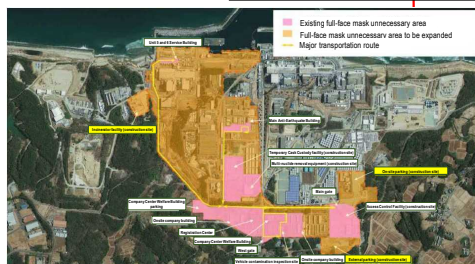 Existing full-face mask unnecessary area
Full-face mask unnecessary area to be expanded
Major transportation route
Unit 5 and 6 Service Building
Main Anti-Earthquake Building
Incinerator facility (construction site)
Temporary Cask Custody facility (construction site)
Multi-nuclide removal equipment (construction site)
On-site parking (construction site)
Main gate
Company Center Welfare Building
parking
Access Control Facility (construction site)
Onsite company building
Registration Center
Company Center Welfare Building
West gate
Vehicle contamination inspection site
Onsite company building
External parking (construction site)